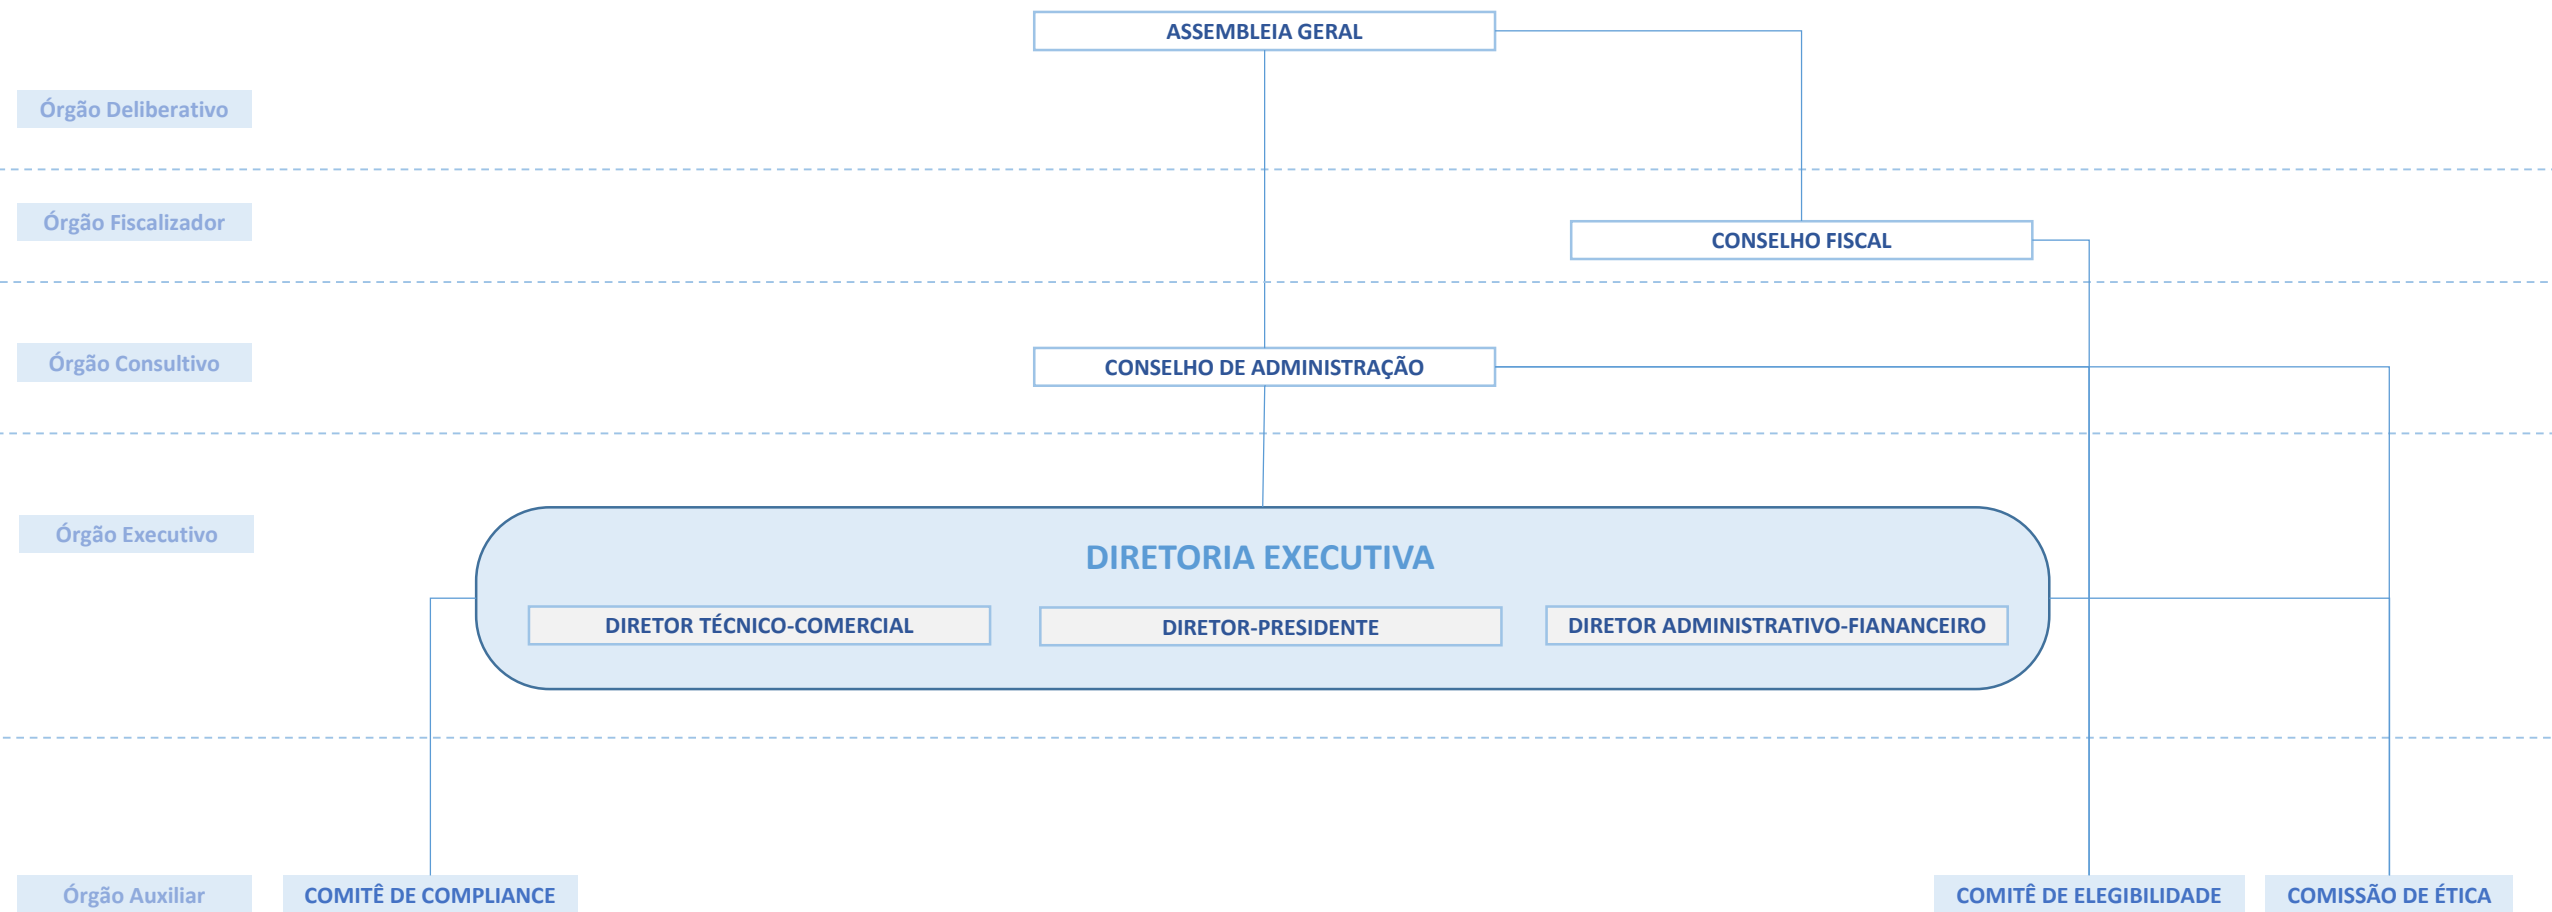 ASSEMBLEIA GERAL
Órgão Deliberativo
Órgão Fiscalizador
CONSELHO FISCAL
Órgão Consultivo
CONSELHO DE ADMINISTRAÇÃO
Órgão Executivo
DIRETORIA EXECUTIVA
DIRETOR TÉCNICO-COMERCIAL
DIRETOR-PRESIDENTE
DIRETOR ADMINISTRATIVO-FIANANCEIRO
Órgão Auxiliar
COMITÊ DE COMPLIANCE
COMITÊ DE ELEGIBILIDADE
COMISSÃO DE ÉTICA